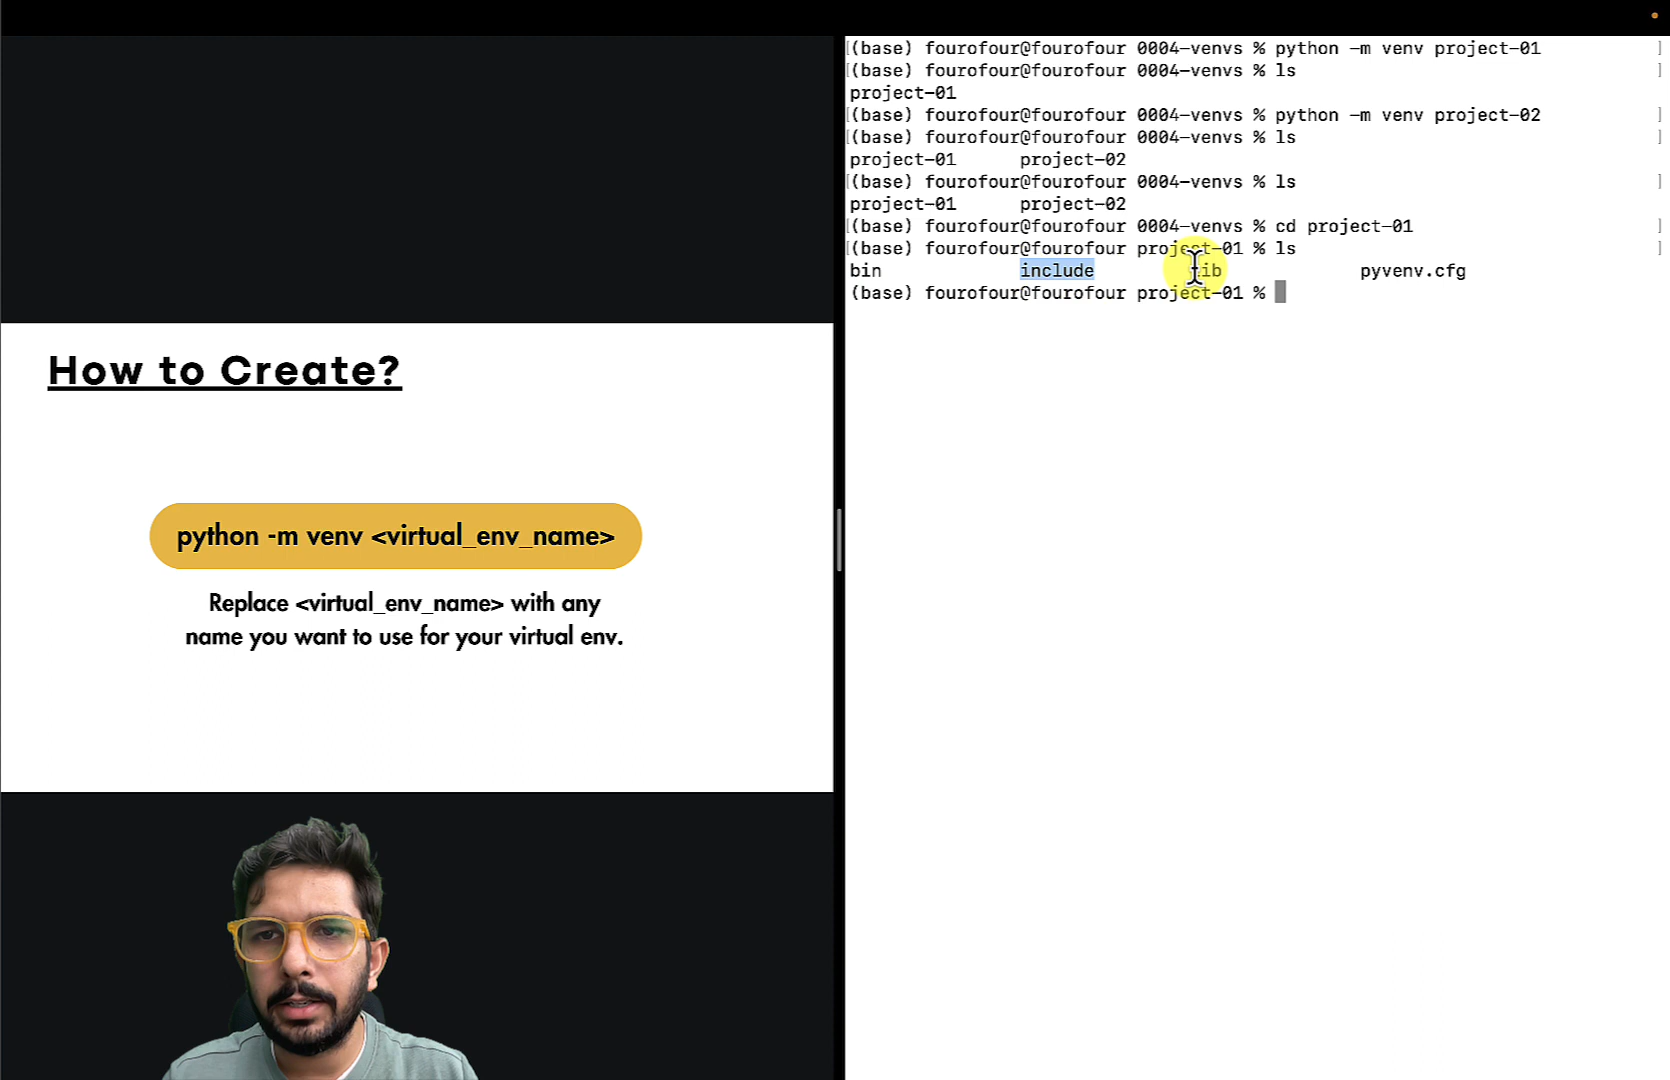 How to Create?
python -m venv <virtual_env_name>
Replace <virtual_env_name> with any
name you want to use for your virtual env.
[(base) fourofour@fourofour 0004-venvs % python -m venv project-01 ]
[(base) fourofour@fourofour 0004-venvs % ls ]
project-01
[(base) fourofour@fourofour 0004-venvs % python -m venv project-02 ]
[(base) fourofour@fourofour 0004-venvs % ls ]
project-01 project-02
[(base) fourofour@fourofour 0004-venvs % ls ]
project-01 project-02
[(base) fourofour@fourofour 0004-venvs % cd project-01 ]
[(base) fourofour@fourofour project-01 % ls ]
bin include lib pyvenv.cfg
(base) fourofour@fourofour project-01 %